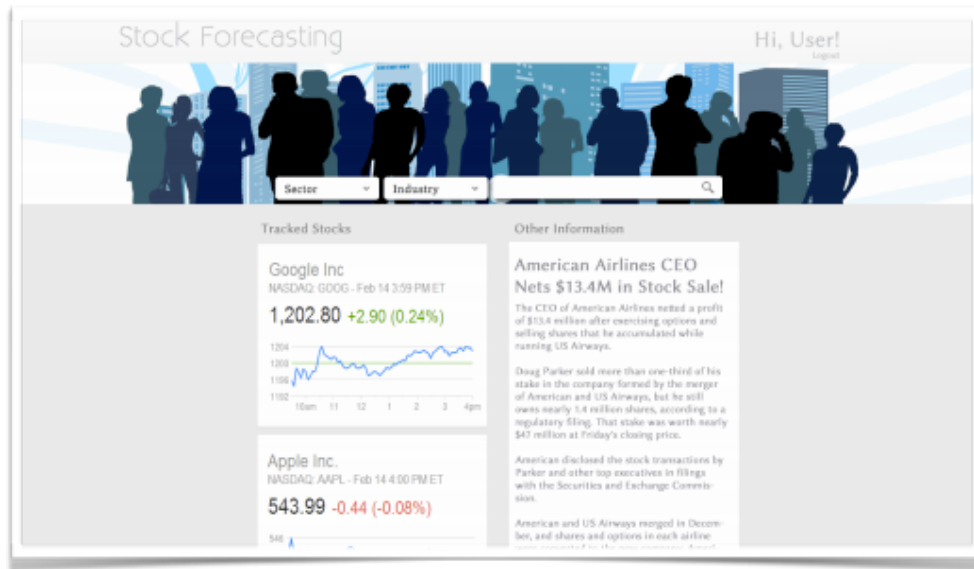 Stock Forecasting
Hi, User!
Logout
Sector
Industry
Tracked Stocks
Google Inc
NASDAQ: GOOG - Feb 14 3:59 PM ET
1,202.80 +2.90 (0.24%)
1204
1200
1196
1192
10am 11 12 1 2 3 4pm
Apple Inc.
NASDAQ: AAPL - Feb 14 4:00 PM ET
543.99 -0.44 (-0.08%)
546
Other Information
American Airlines CEO
Nets $13.4M in Stock Sale!
The CEO of American Airlines netted a profit
of $13.4 million after exercising options and
selling shares that he accumulated while
running US Airways.
Doug Parker sold more than one-third of his
stake in the company formed by the merger
of American and US Airways, but he still
owns nearly 1.4 million shares, according to a
regulatory filing. That stake was worth nearly
$47 million at Friday's closing price.
American disclosed the stock transactions by
Parker and other top executives in filings
with the Securities and Exchange Commis-
sion.
American and US Airways merged in Decem-
ber, and shares and options in each airline